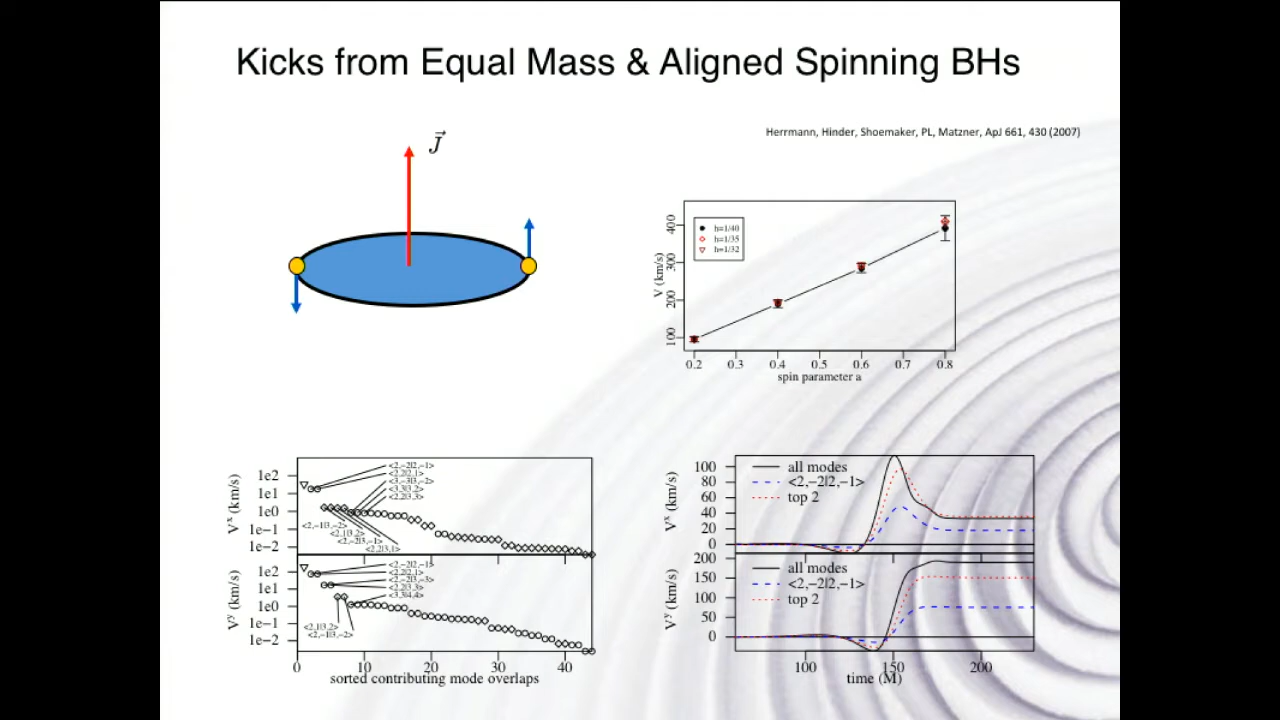 Kicks from Equal Mass & Aligned Spinning BHs
Herrmann, Hinder, Shoemaker, PL, Matzner, ApJ 661, 430 (2007)
J
V (km/s)
100 200 300 400
h=1/40
h=1/35
h=1/32
0.2 0.3 0.4 0.5 0.6 0.7 0.8
spin parameter a
Vˣ (km/s)
1e2
1e1
1e0
1e−1
1e−2
<2,−2|2,−1>
<2,2|2,1>
<3,−3|3,−2>
<3,3|3,2>
<2,2|3,3>
<2,−1|3,−2>
<2,1|3,2>
<2,−2|3,−1>
<2,2|3,1>
Vʸ (km/s)
1e2
1e1
1e0
1e−1
1e−2
<2,−2|2,−1>
<2,2|2,1>
<2,−2|3,−3>
<2,2|3,3>
<3,3|4,4>
<2,1|3,2>
<2,−1|3,−2>
0 10 20 30 40
sorted contributing mode overlaps
Vˣ (km/s)
100
80
60
40
20
0
all modes
<2,−2|2,−1>
top 2
Vʸ (km/s)
200
150
100
50
0
all modes
<2,−2|2,−1>
top 2
100 150 200
time (M)